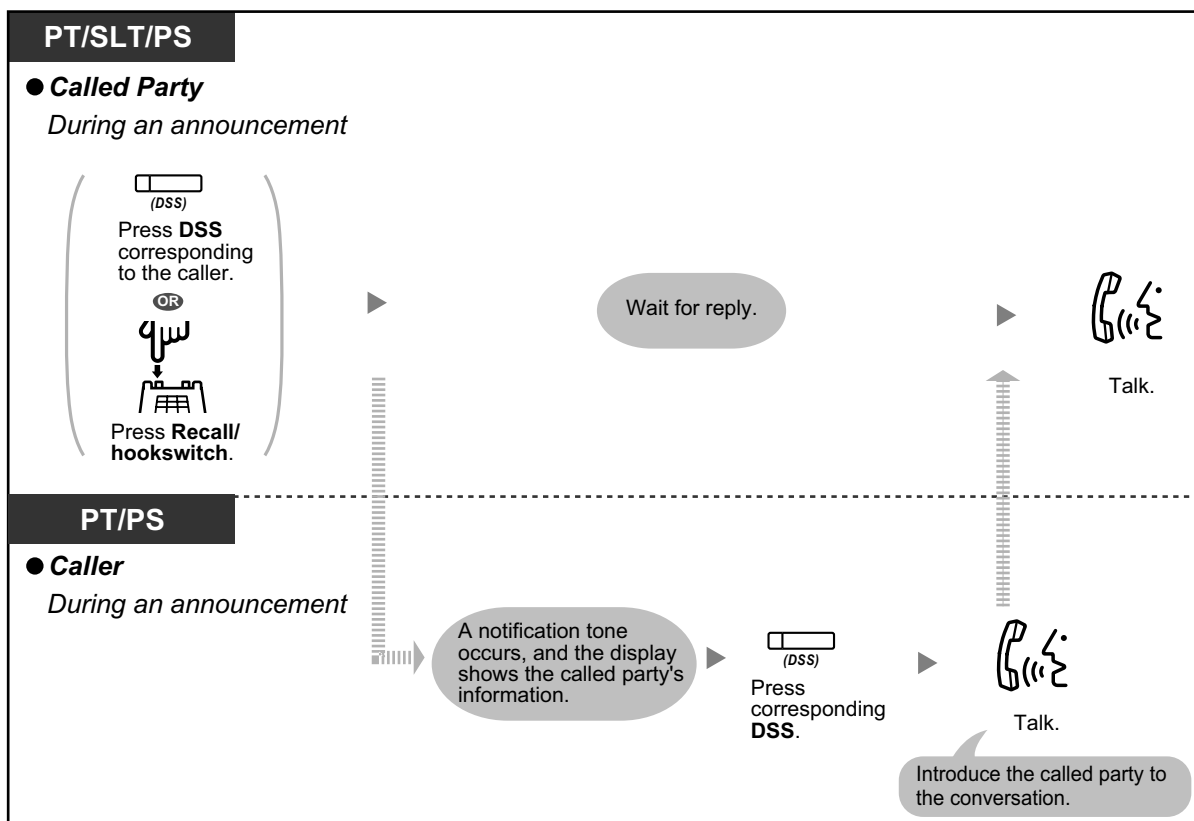 PT/SLT/PS
● Called Party
During an announcement
(DSS)
Press DSS
corresponding
to the caller.
OR
Press Recall/
hookswitch.
Wait for reply.
Talk.
PT/PS
● Caller
During an announcement
A notification tone
occurs, and the display
shows the called party's
information.
(DSS)
Press
corresponding
DSS.
Talk.
Introduce the called party to
the conversation.